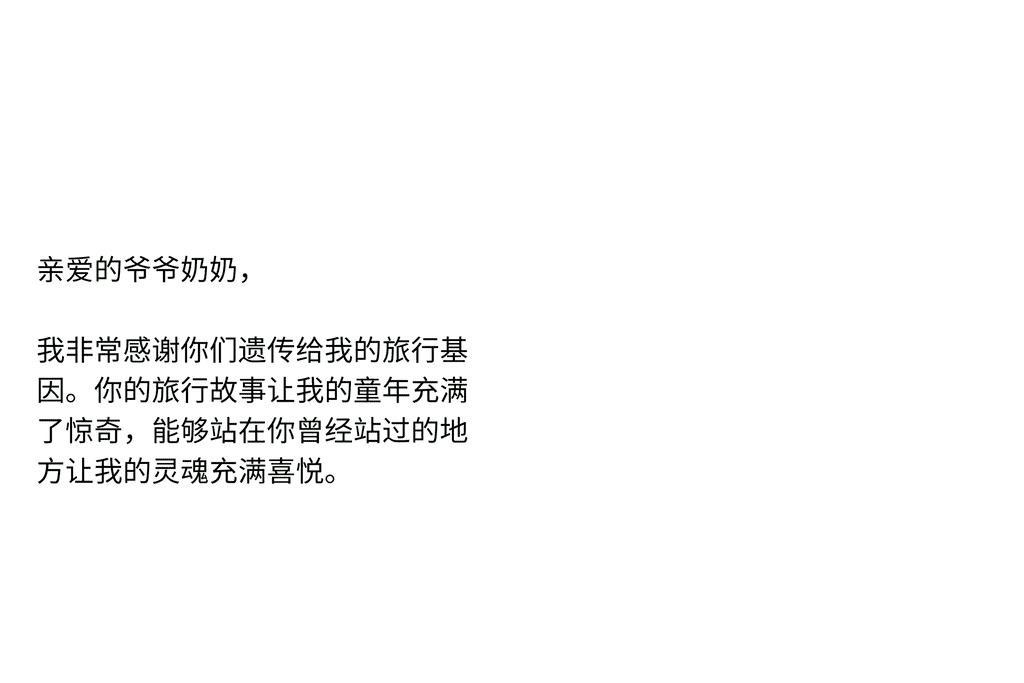 亲爱的爷爷奶奶，
我非常感谢你们遗传给我的旅行基
因。你的旅行故事让我的童年充满
了惊奇，能够站在你曾经站过的地
方让我的灵魂充满喜悦。